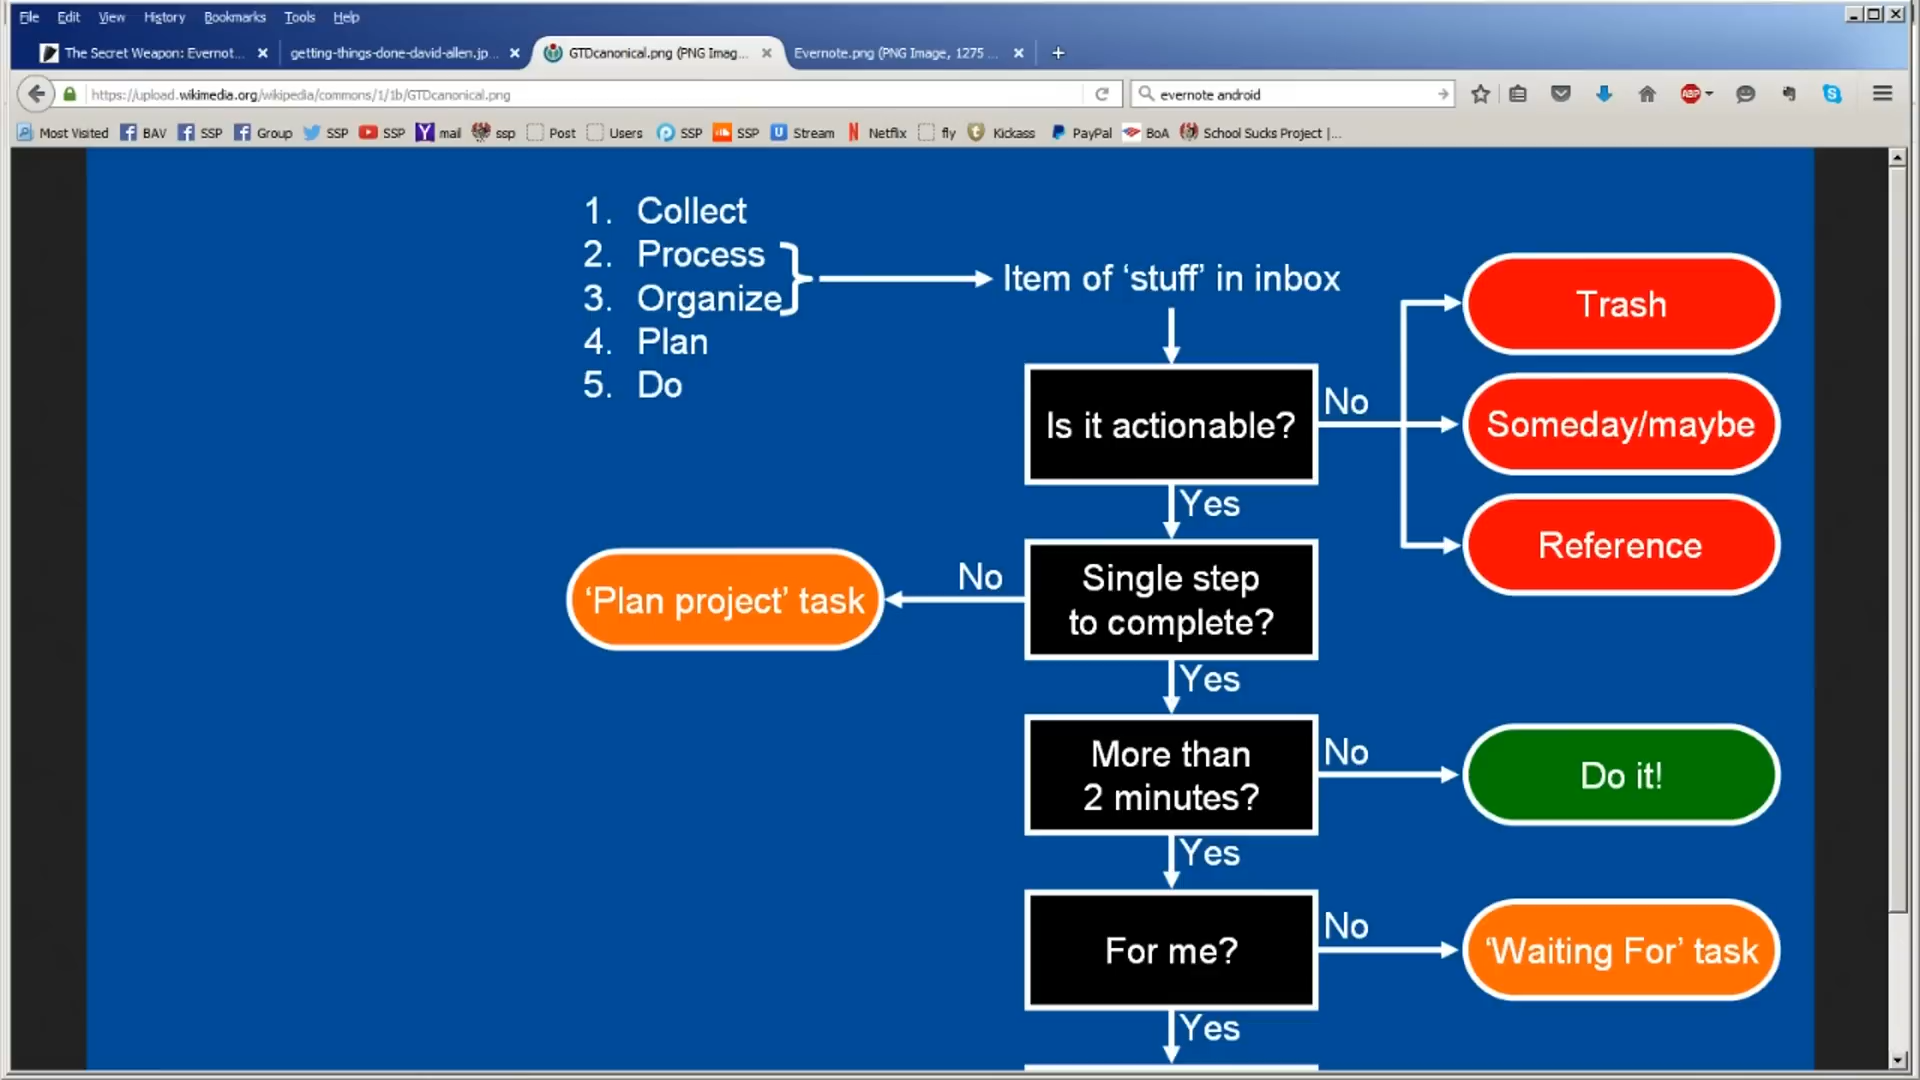 File Edit View History Bookmarks Tools Help
The Secret Weapon: Evernot... getting-things-done-david-allen.jp... GTDcanonical.png (PNG Imag... Evernote.png (PNG Image, 1275 ...
https://upload.wikimedia.org/wikipedia/commons/1/1b/GTDcanonical.png evernote android ABP
Most Visited BAV SSP Group SSP SSP mail ssp Post Users SSP SSP Stream Netflix fly Kickass PayPal BoA School Sucks Project |...
1. Collect
2. Process
3. Organize
4. Plan
5. Do
Item of ‘stuff’ in inbox
Is it actionable?
No
Trash
Someday/maybe
Reference
Yes
Single step
to complete?
No
‘Plan project’ task
Yes
More than
2 minutes?
No
Do it!
Yes
For me?
No
‘Waiting For’ task
Yes